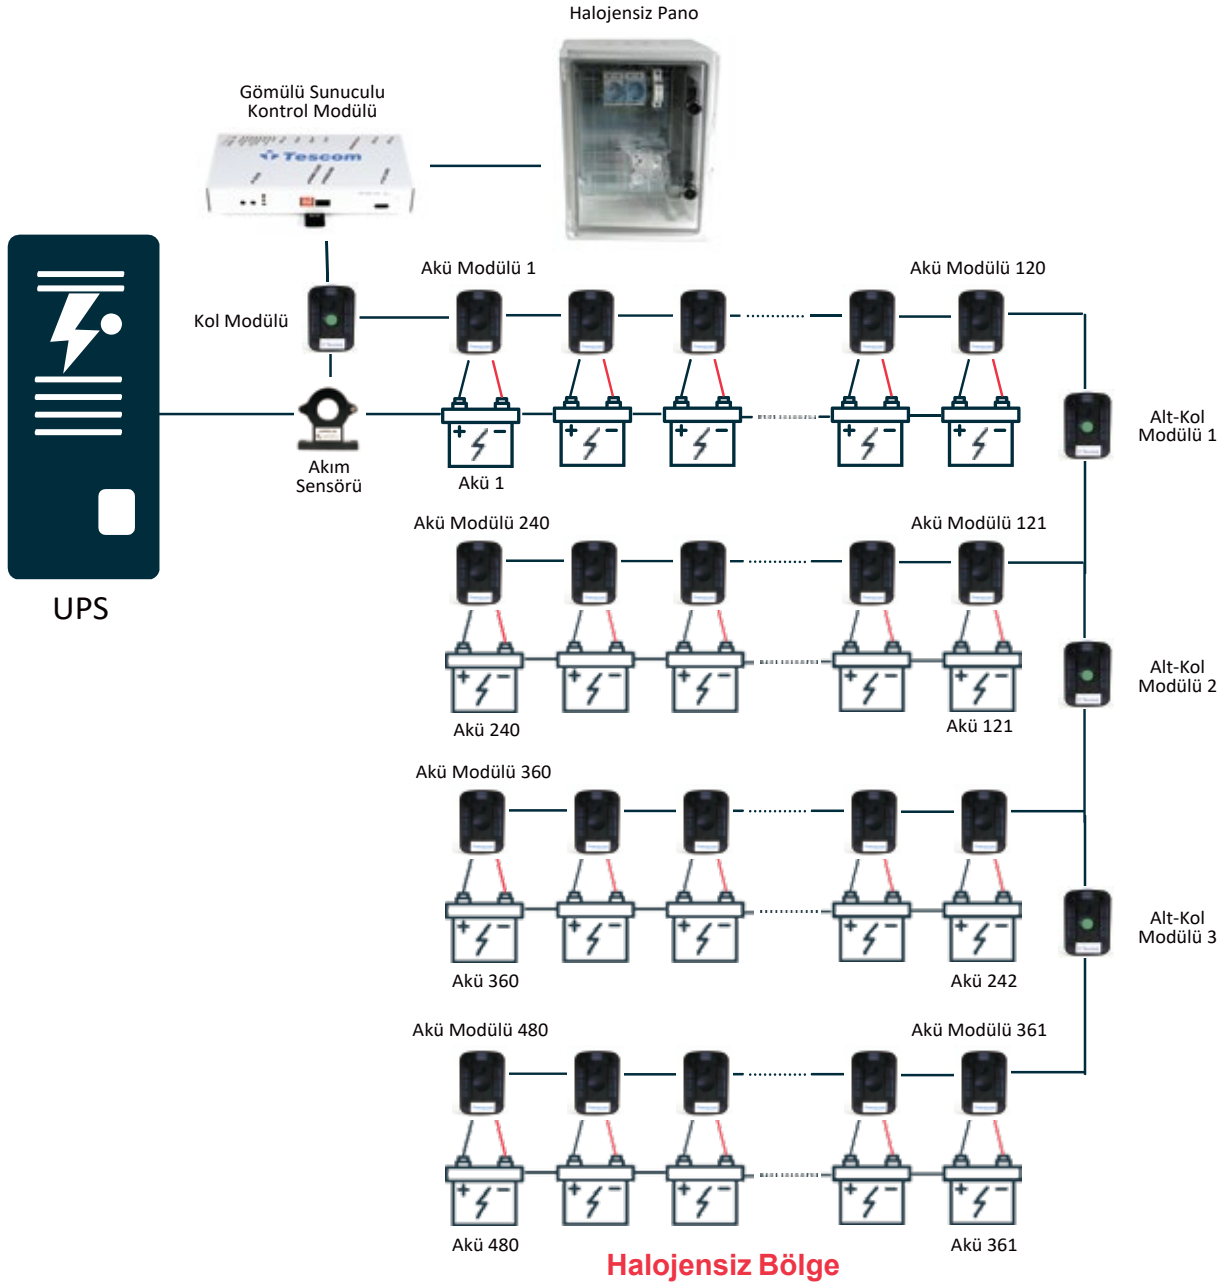 Halojensiz Pano
Gömülü Sunuculu
Kontrol Modülü
Tescom
Akü Modülü 1
Akü Modülü 120
Kol Modülü
Alt-Kol
Modülü 1
Akım
Sensörü
Akü 1
Akü Modülü 240
Akü Modülü 121
UPS
Alt-Kol
Modülü 2
Akü 240
Akü 121
Akü Modülü 360
Alt-Kol
Modülü 3
Akü 360
Akü 242
Akü Modülü 480
Akü Modülü 361
Akü 480
Akü 361
Halojensiz Bölge